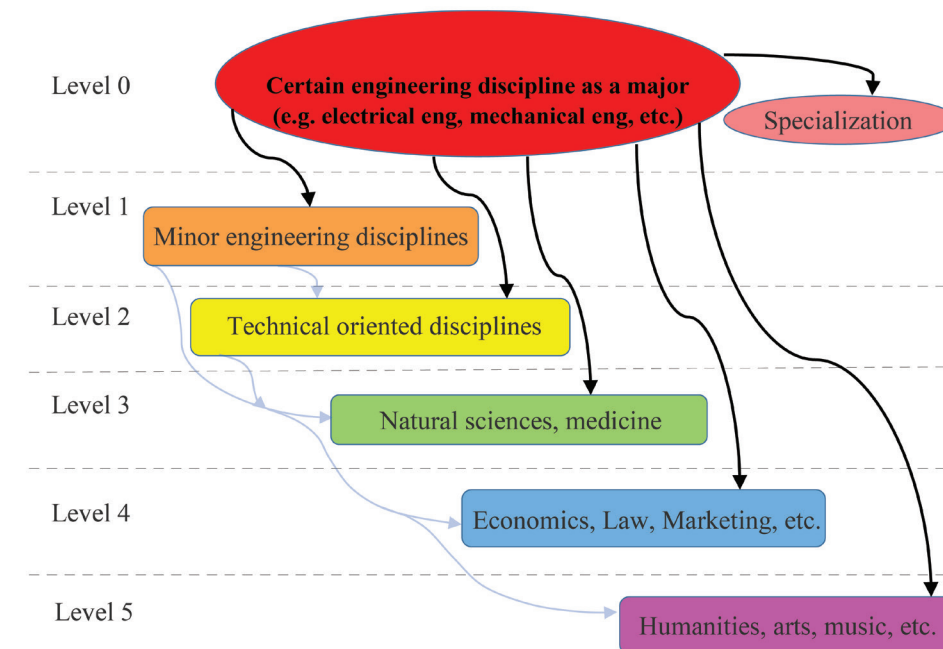 Level 0
Certain engineering discipline as a major
(e.g. electrical eng, mechanical eng, etc.)
Specialization
Level 1
Minor engineering disciplines
Level 2
Technical oriented disciplines
Level 3
Natural sciences, medicine
Level 4
Economics, Law, Marketing, etc.
Level 5
Humanities, arts, music, etc.